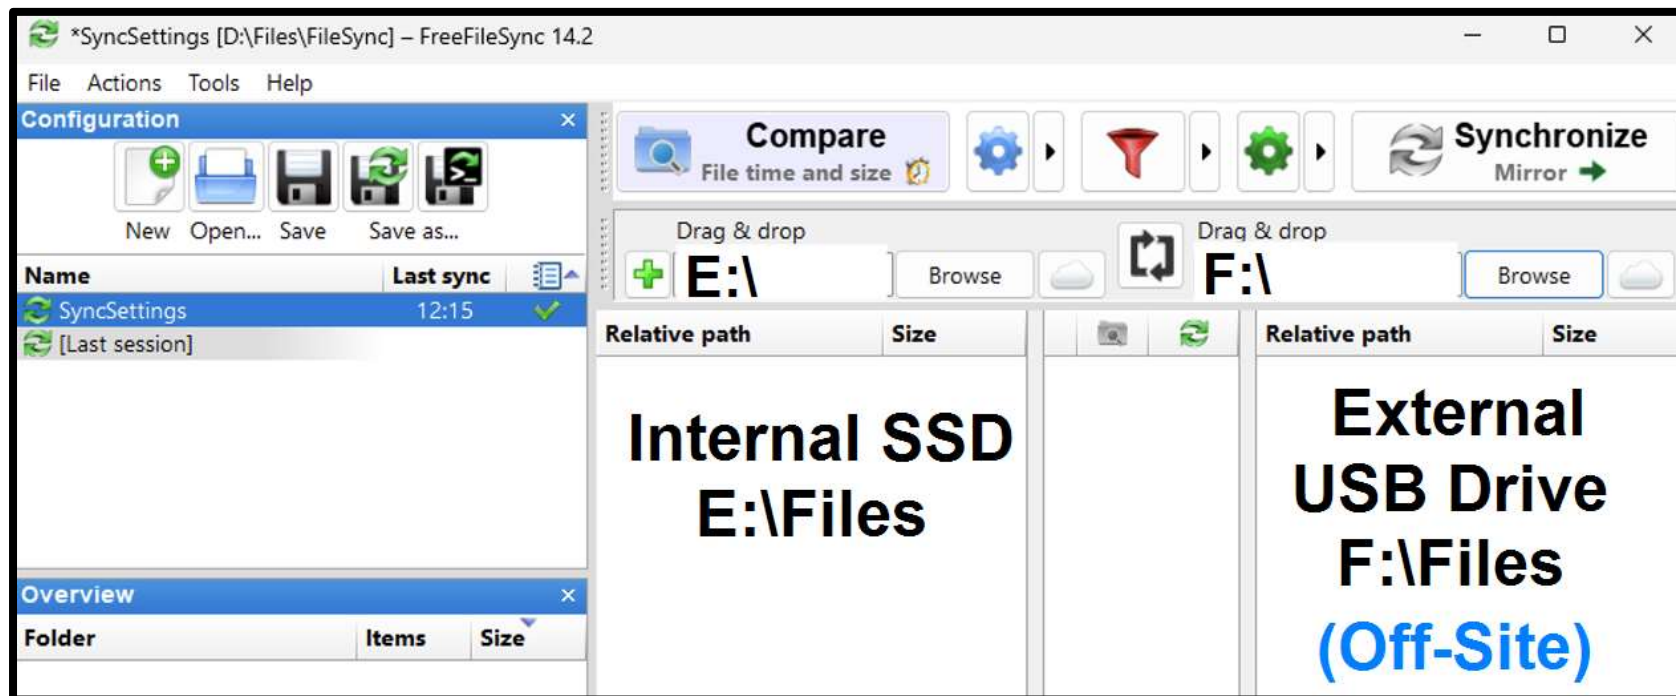 *SyncSettings [D:\Files\FileSync] – FreeFileSync 14.2
File Actions Tools Help
Configuration
New Open... Save Save as...
Name Last sync
SyncSettings 12:15
[Last session]
Overview
Folder Items Size
Compare
File time and size
Synchronize
Mirror
Drag & drop
E:\
Browse
Drag & drop
F:\
Browse
Relative path Size
Relative path Size
Internal SSD
E:\Files
External
USB Drive
F:\Files
(Off-Site)